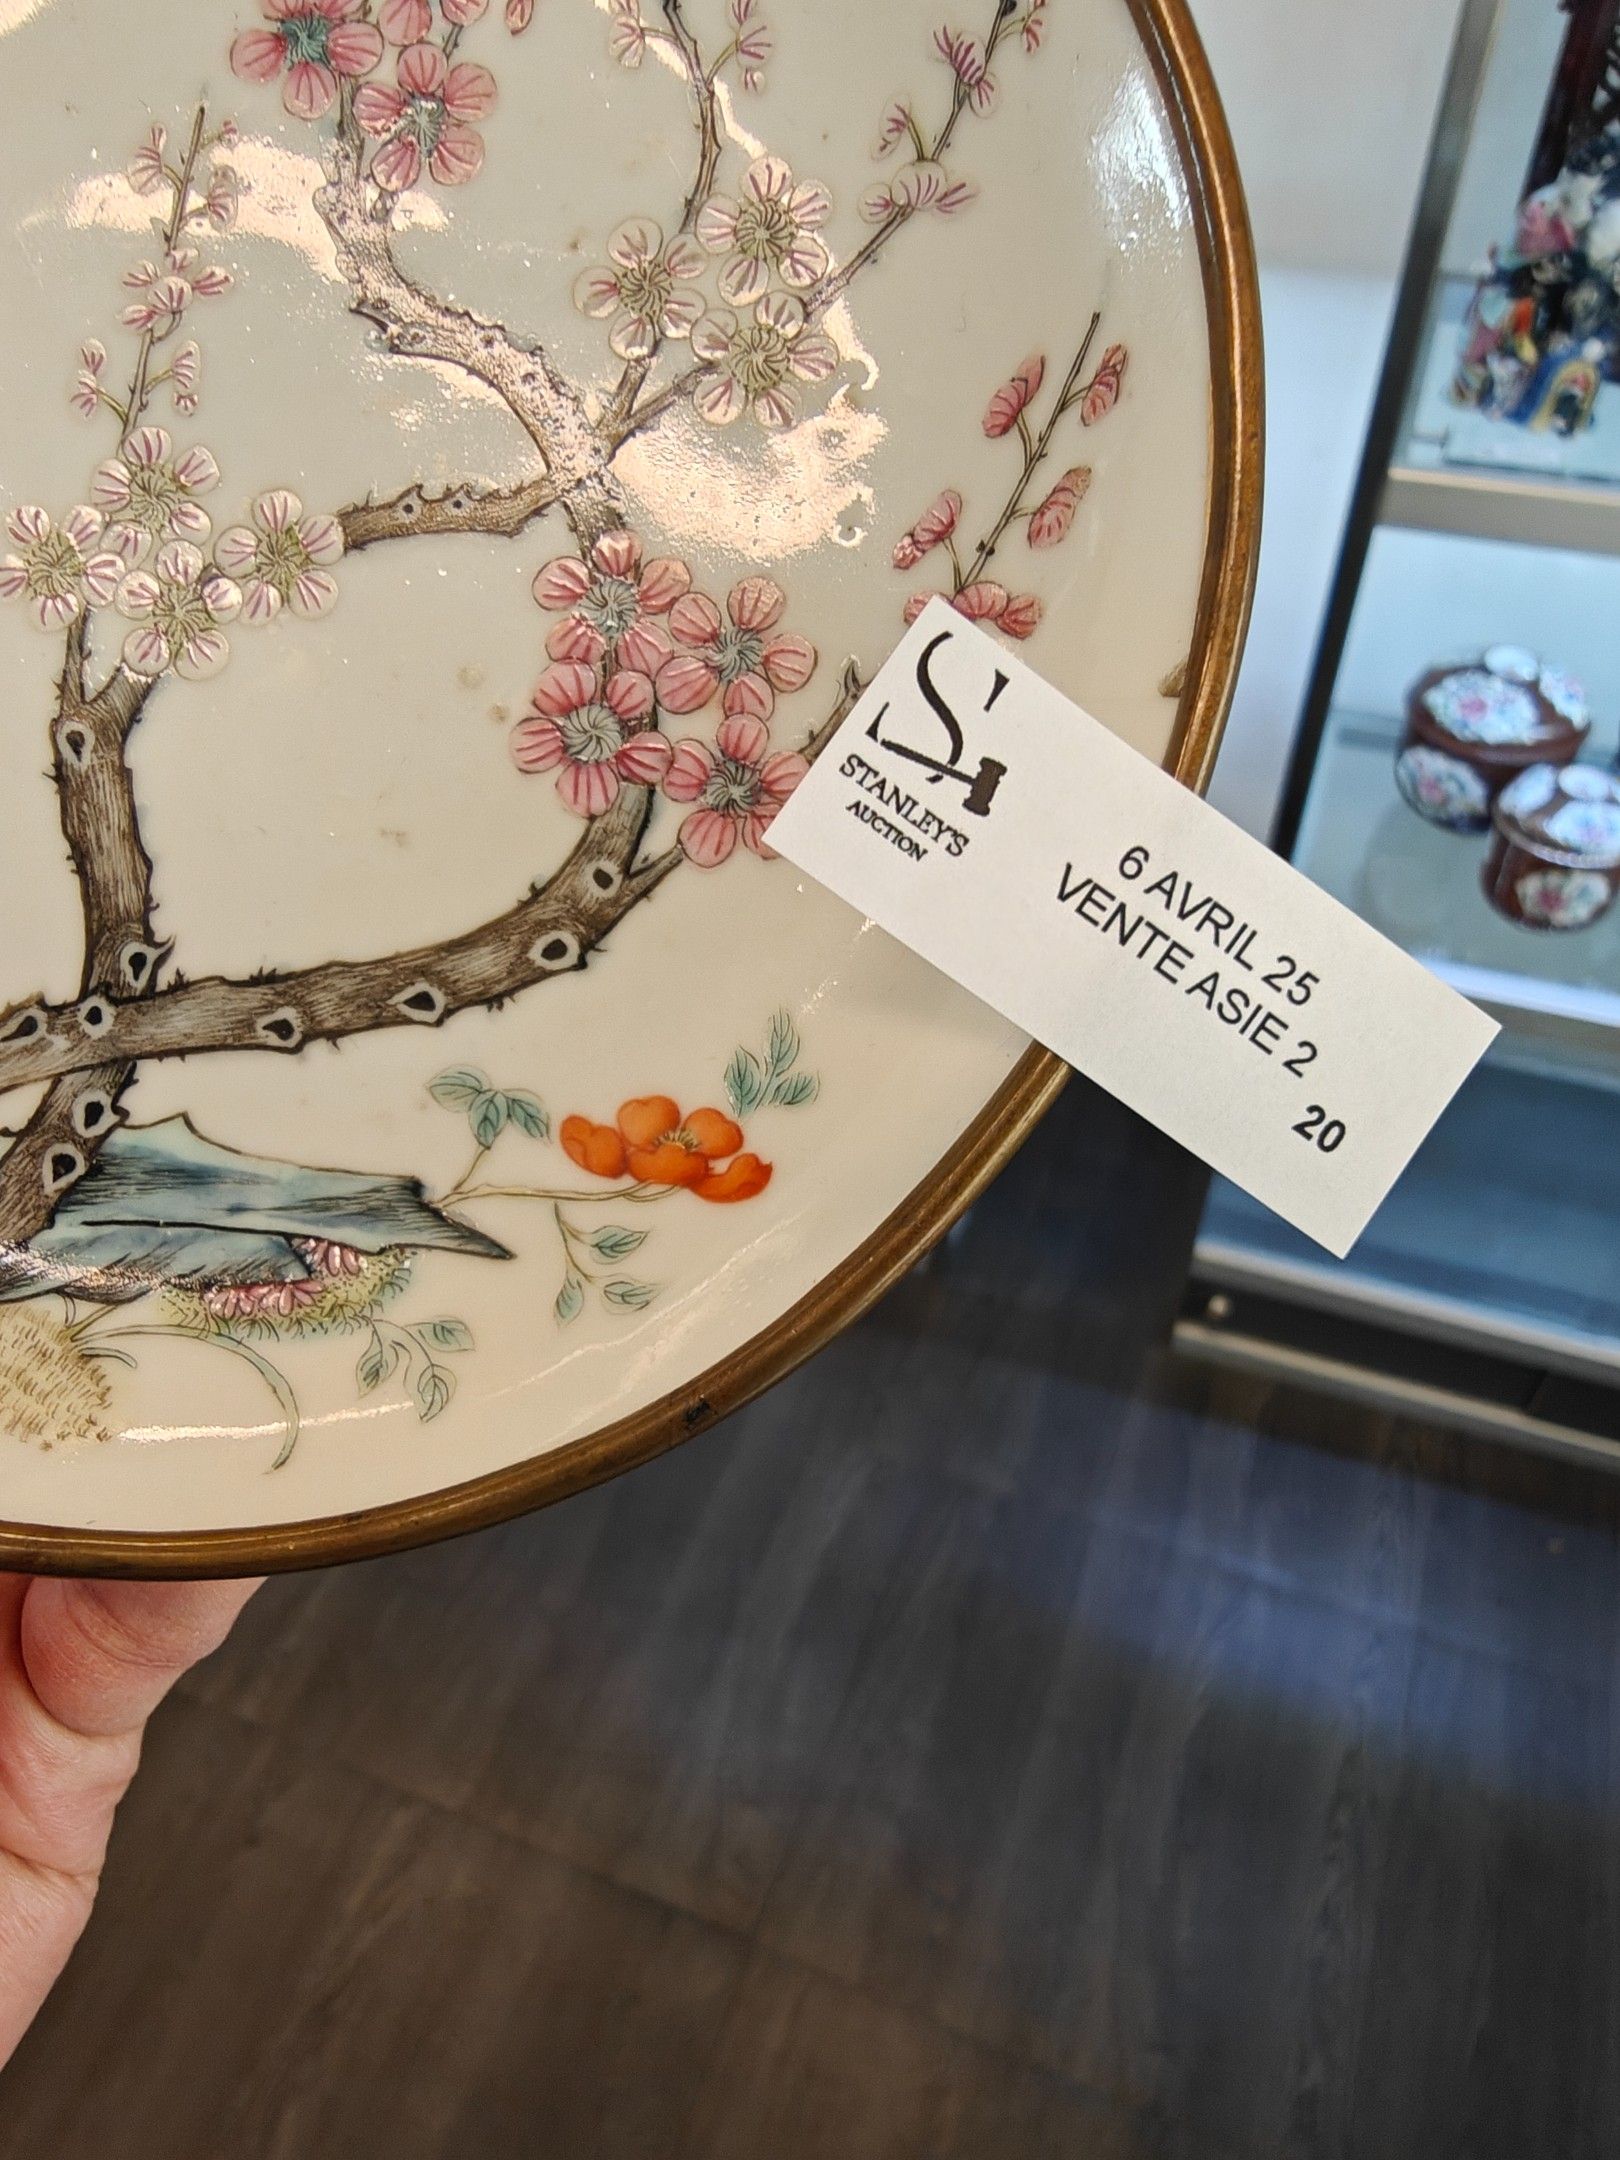 STANLEY'S
AUCTION
6 AVRIL 25
VENTE ASIE 2
20